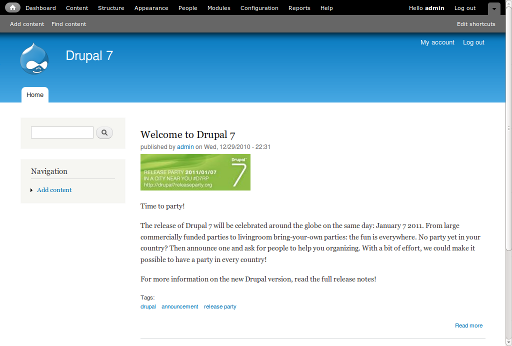 Dashboard Content Structure Appearance People Modules Configuration Reports Help Hello admin Log out
Add content Find content Edit shortcuts
My account Log out
Drupal 7
Home
Welcome to Drupal 7
published by admin on Wed, 12/29/2010 - 22:31
Drupal
RELEASE PARTY 2011/01/07
IN A CITY NEAR YOU #D7RP
http://drupal7releaseparty.org
7
Navigation
Add content
Time to party!
The release of Drupal 7 will be celebrated around the globe on the same day: January 7 2011. From large
commercially funded parties to livingroom bring-your-own parties: the fun is everywhere. No party yet in your
country? Then announce one and ask for people to help you organizing. With a bit of effort, we could make it
possible to have a party in every country!
For more information on the new Drupal version, read the full release notes!
Tags:
drupal announcement release party
Read more